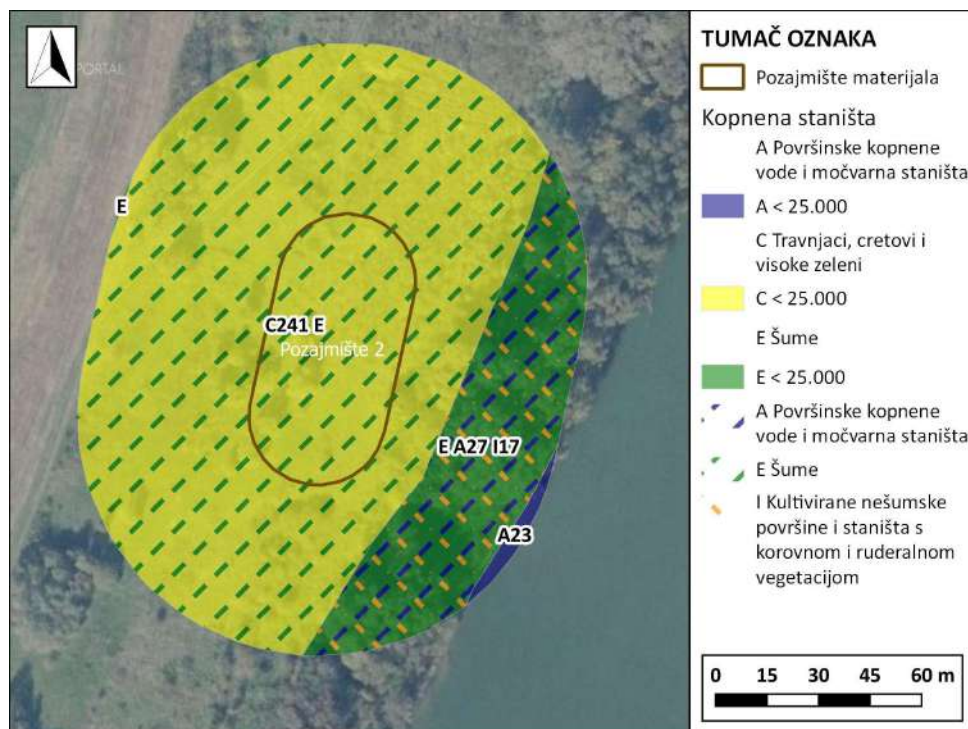 PORTAL
E
C241 E
Pozajmište 2
E A27 I17
A23
TUMAČ OZNAKA
Pozajmište materijala
Kopnena staništa
A Površinske kopnene
vode i močvarna staništa
A < 25.000
C Travnjaci, cretovi i
visoke zeleni
C < 25.000
E Šume
E < 25.000
A Površinske kopnene
vode i močvarna staništa
E Šume
I Kultivirane nešumske
površine i staništa s
korovnom i ruderalnom
vegetacijom
0 15 30 45 60 m